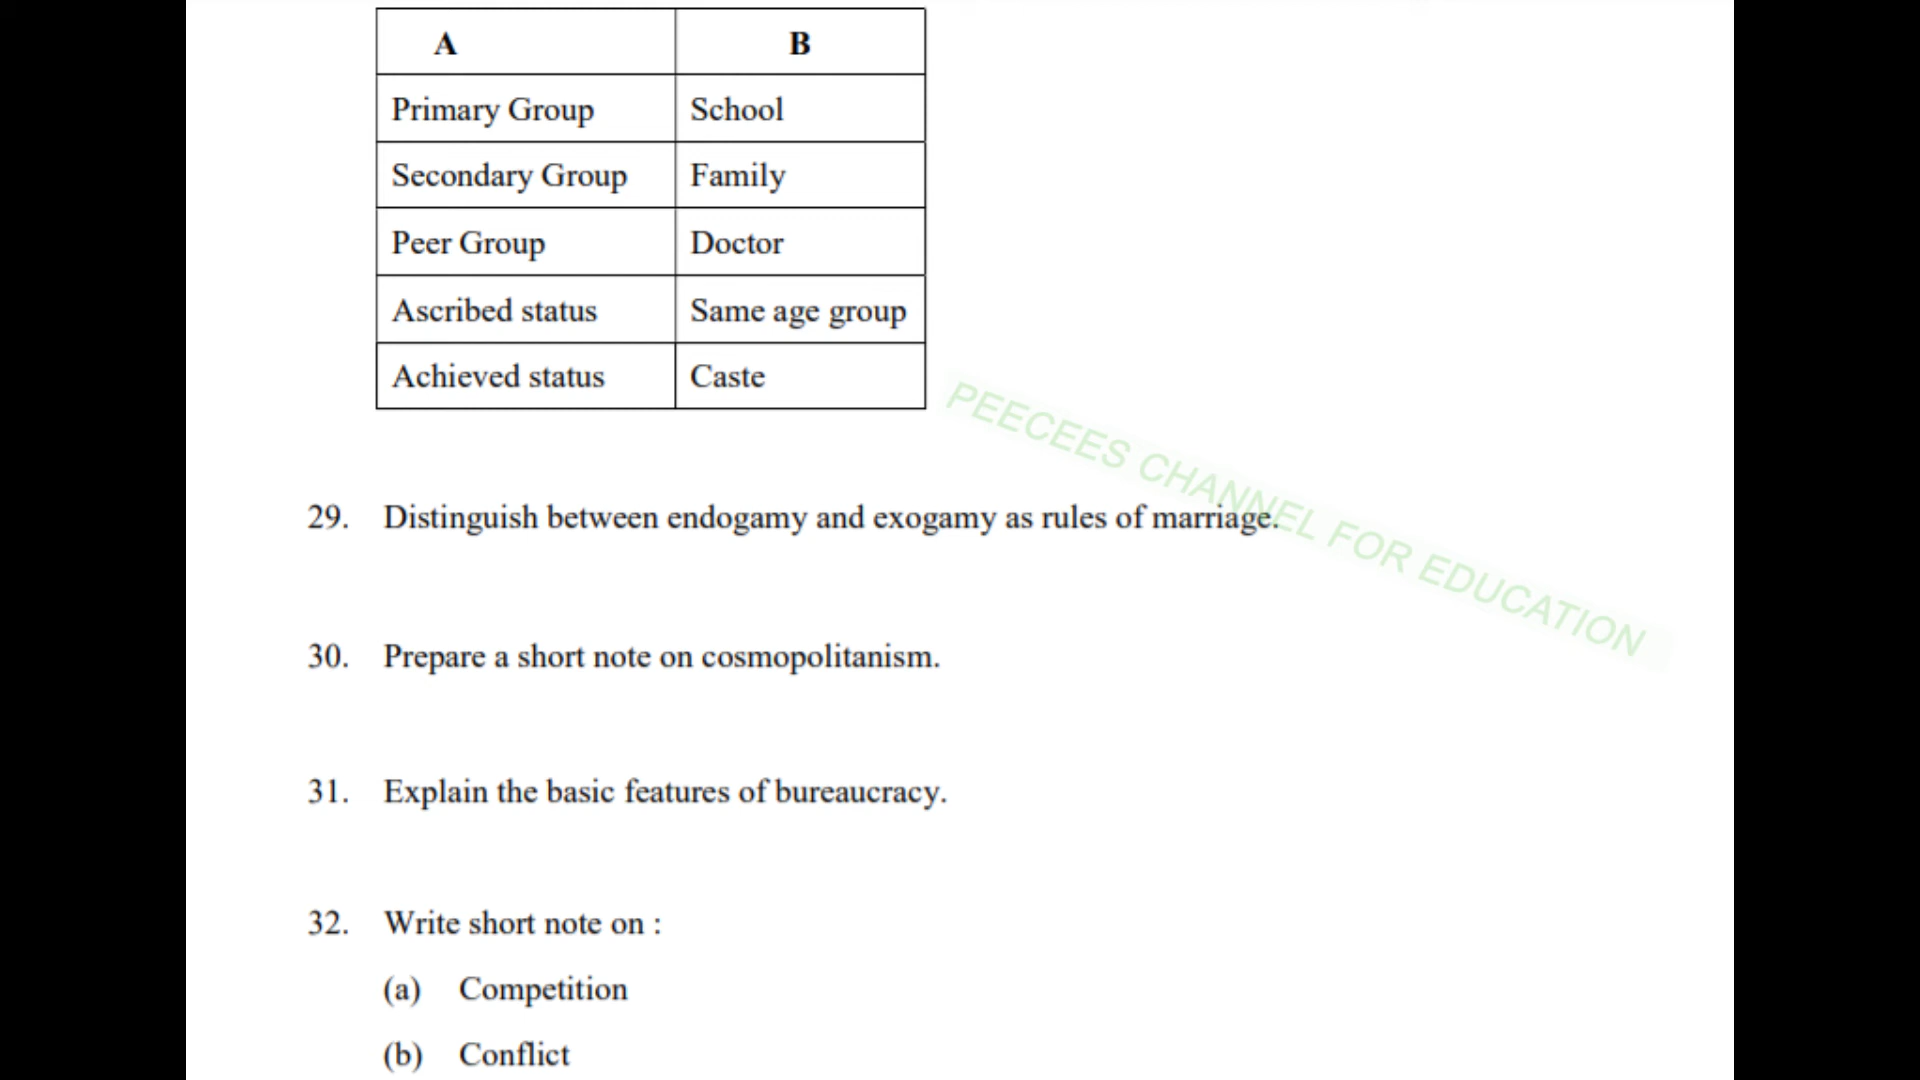 A B
Primary Group School
Secondary Group Family
Peer Group Doctor
Ascribed status Same age group
Achieved status Caste
PEECEES CHANNEL FOR EDUCATION
29. Distinguish between endogamy and exogamy as rules of marriage.
30. Prepare a short note on cosmopolitanism.
31. Explain the basic features of bureaucracy.
32. Write short note on :
(a) Competition
(b) Conflict